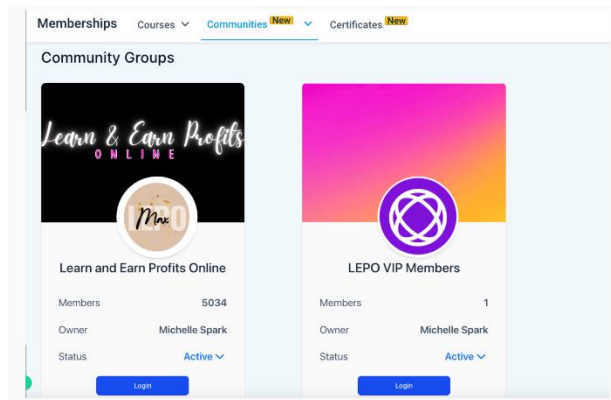 Memberships Courses Communities New Certificates New
Community Groups
Learn & Earn Profits
ONLINE
LEPO
Max
Learn and Earn Profits Online
Members 5034
Owner Michelle Spark
Status Active
Login
LEPO VIP Members
Members 1
Owner Michelle Spark
Status Active
Login